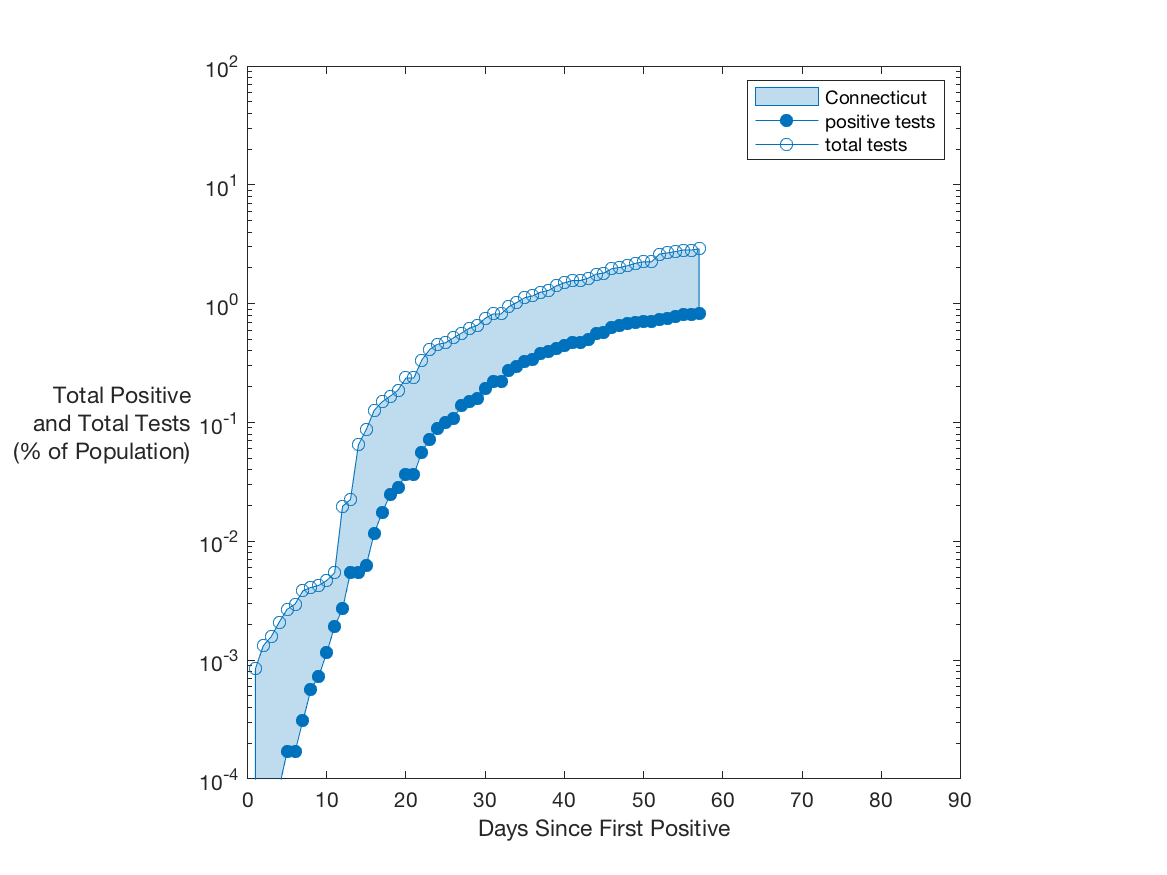 10^2
10^1
10^0
10^-1
10^-2
10^-3
10^-4
Total Positive
and Total Tests
(% of Population)
0 10 20 30 40 50 60 70 80 90
Days Since First Positive
Connecticut
positive tests
total tests